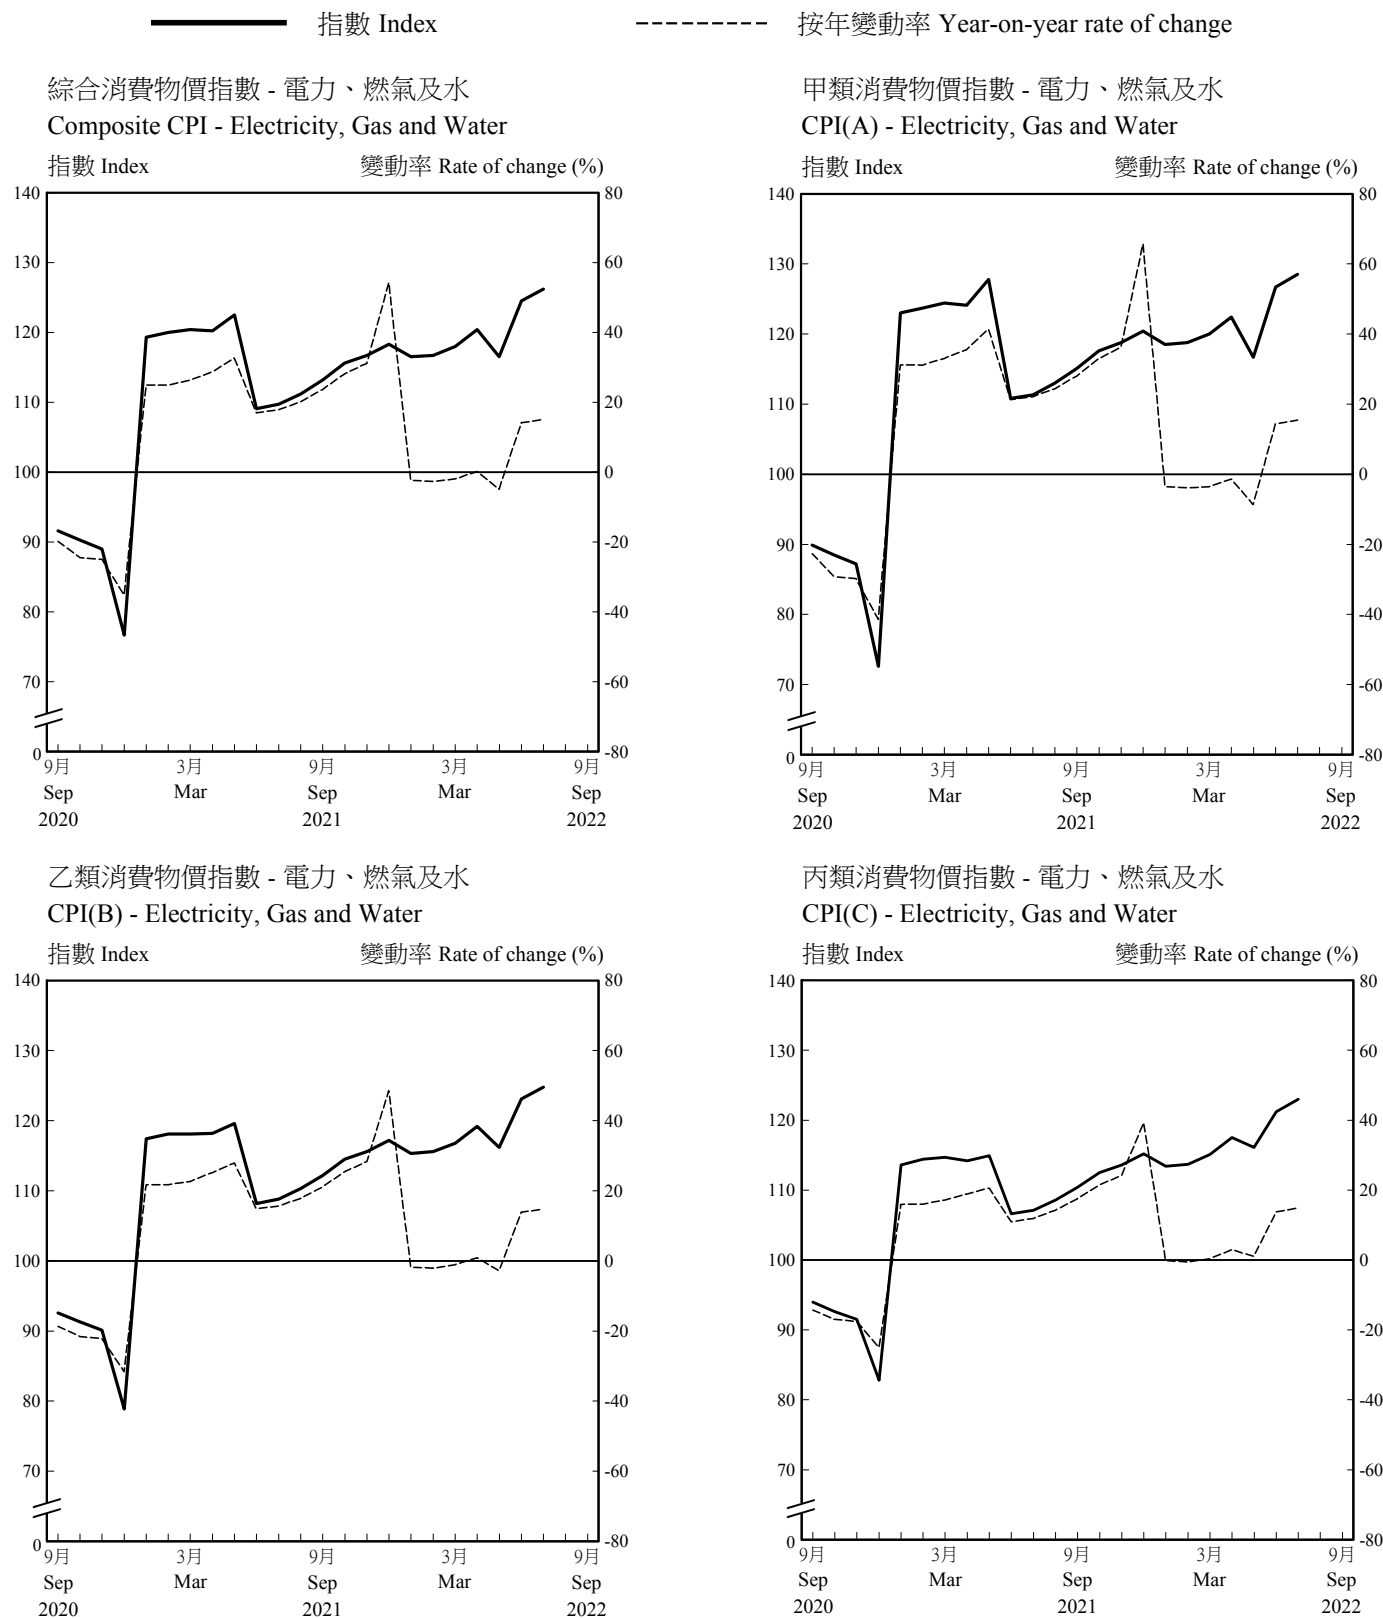 指數 Index
按年變動率 Year-on-year rate of change
綜合消費物價指數 - 電力、燃氣及水
Composite CPI - Electricity, Gas and Water
指數 Index 變動率 Rate of change (%)
140 80
130 60
120 40
110 20
100 0
90 -20
80 -40
70 -60
0 -80
9月 3月 9月 3月 9月
Sep Mar Sep Mar Sep
2020 2021 2022
甲類消費物價指數 - 電力、燃氣及水
CPI(A) - Electricity, Gas and Water
指數 Index 變動率 Rate of change (%)
140 80
130 60
120 40
110 20
100 0
90 -20
80 -40
70 -60
0 -80
9月 3月 9月 3月 9月
Sep Mar Sep Mar Sep
2020 2021 2022
乙類消費物價指數 - 電力、燃氣及水
CPI(B) - Electricity, Gas and Water
指數 Index 變動率 Rate of change (%)
140 80
130 60
120 40
110 20
100 0
90 -20
80 -40
70 -60
0 -80
9月 3月 9月 3月 9月
Sep Mar Sep Mar Sep
2020 2021 2022
丙類消費物價指數 - 電力、燃氣及水
CPI(C) - Electricity, Gas and Water
指數 Index 變動率 Rate of change (%)
140 80
130 60
120 40
110 20
100 0
90 -20
80 -40
70 -60
0 -80
9月 3月 9月 3月 9月
Sep Mar Sep Mar Sep
2020 2021 2022